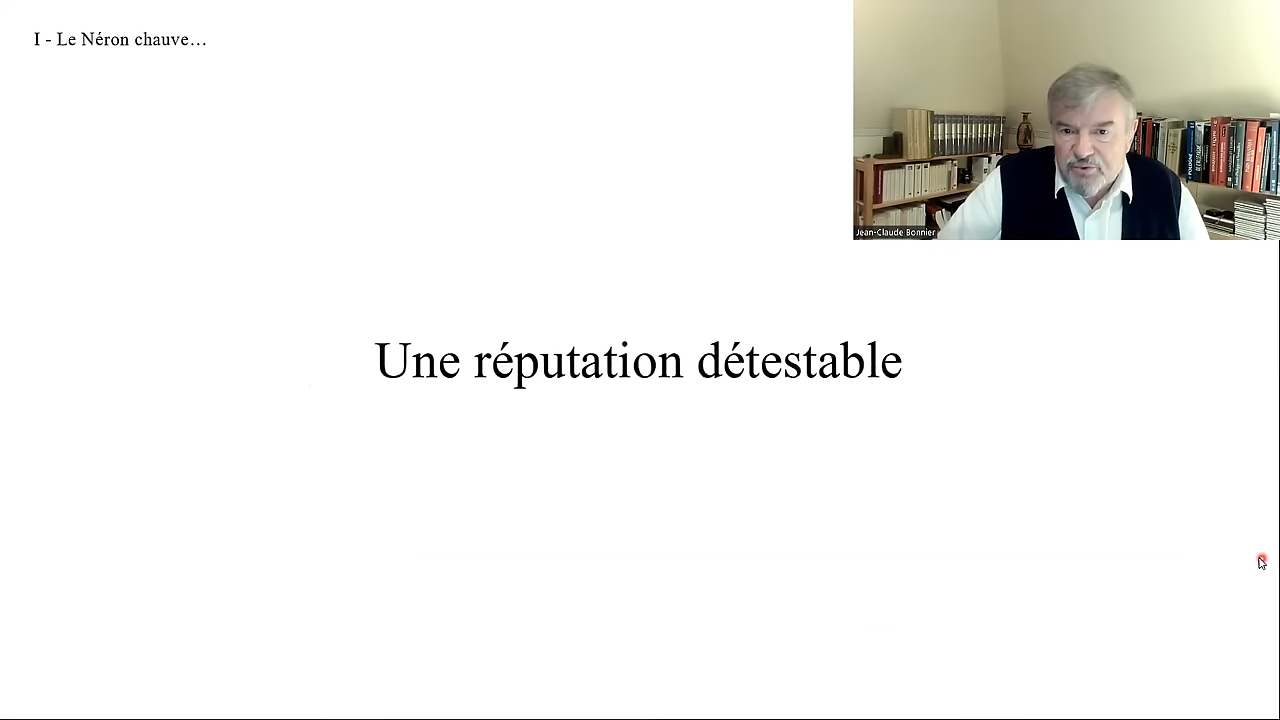 I - Le Néron chauve…
Jean-Claude Bonnier
Une réputation détestable